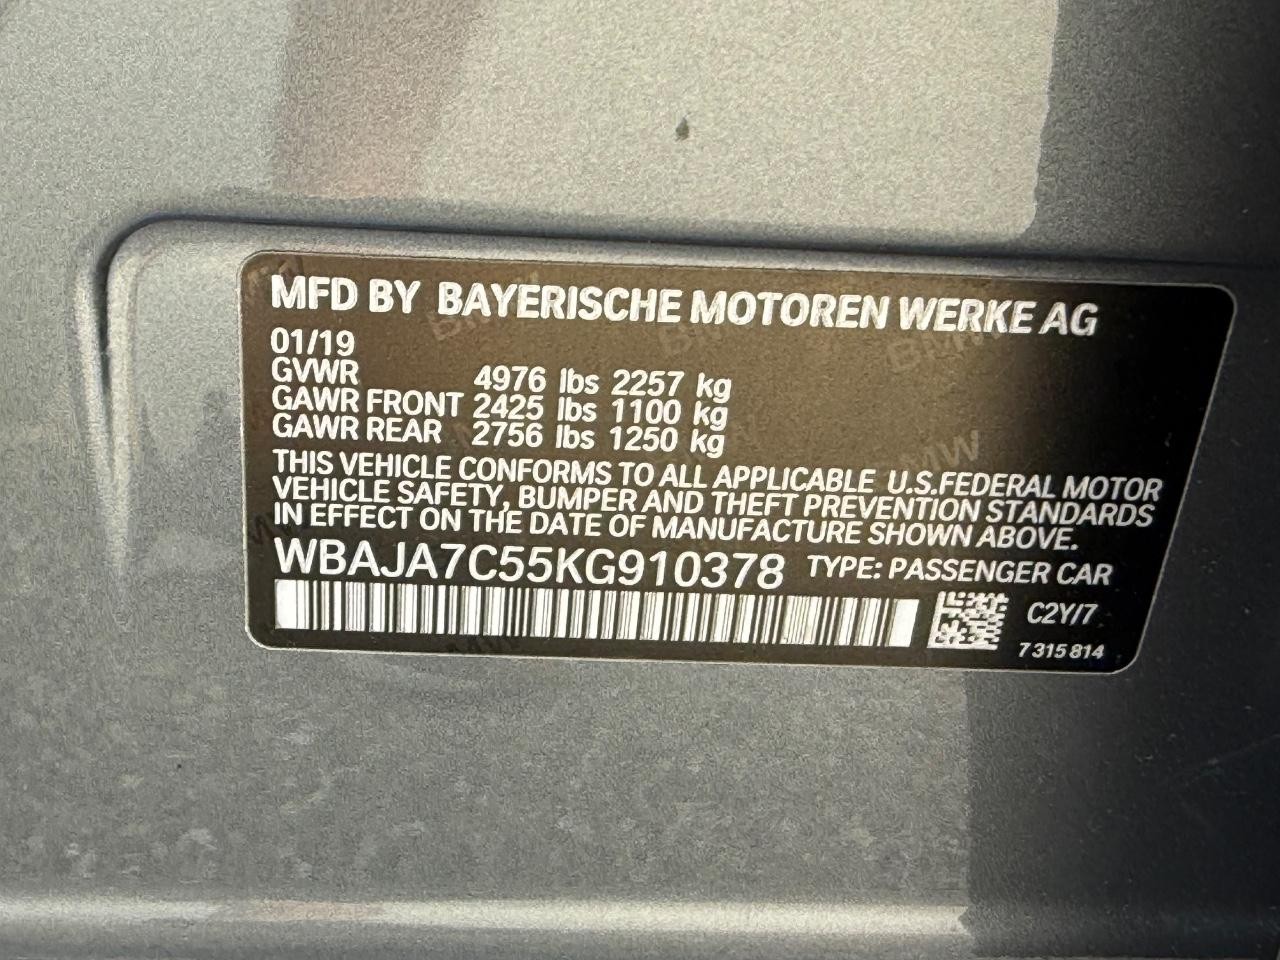 MFD BY BAYERISCHE MOTOREN WERKE AG
01/19
GVWR 4976 lbs 2257 kg
GAWR FRONT 2425 lbs 1100 kg
GAWR REAR 2756 lbs 1250 kg
THIS VEHICLE CONFORMS TO ALL APPLICABLE U.S.FEDERAL MOTOR
VEHICLE SAFETY, BUMPER AND THEFT PREVENTION STANDARDS
IN EFFECT ON THE DATE OF MANUFACTURE SHOWN ABOVE.
WBAJA7C55KG910378 TYPE: PASSENGER CAR
C2Y/7
7 315 814